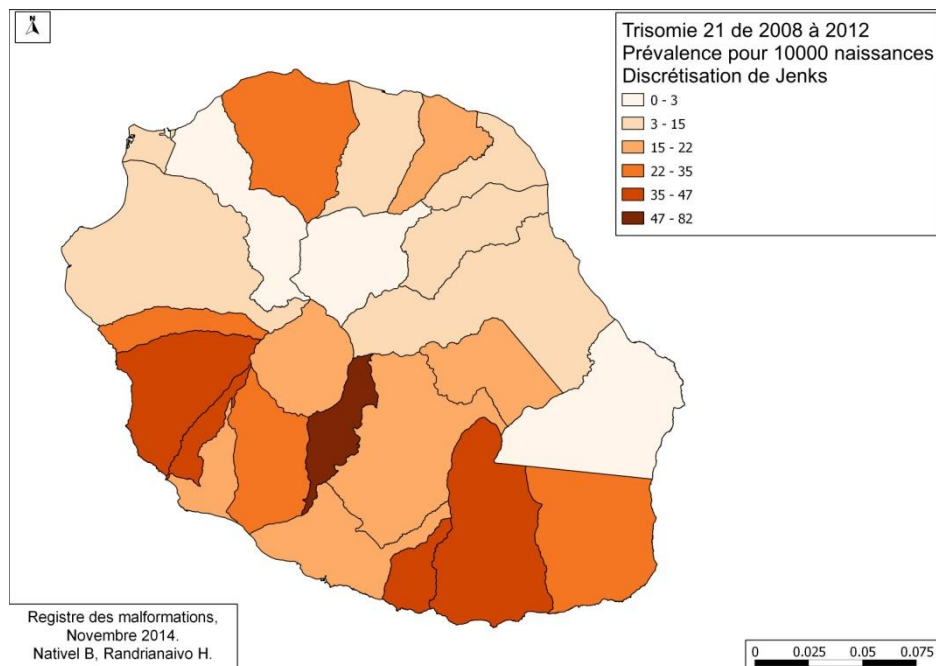 N
Trisomie 21 de 2008 à 2012
Prévalence pour 10000 naissances
Discrétisation de Jenks
0 - 3
3 - 15
15 - 22
22 - 35
35 - 47
47 - 82
Registre des malformations,
Novembre 2014.
Nativel B, Randrianaivo H.
0 0.025 0.05 0.075